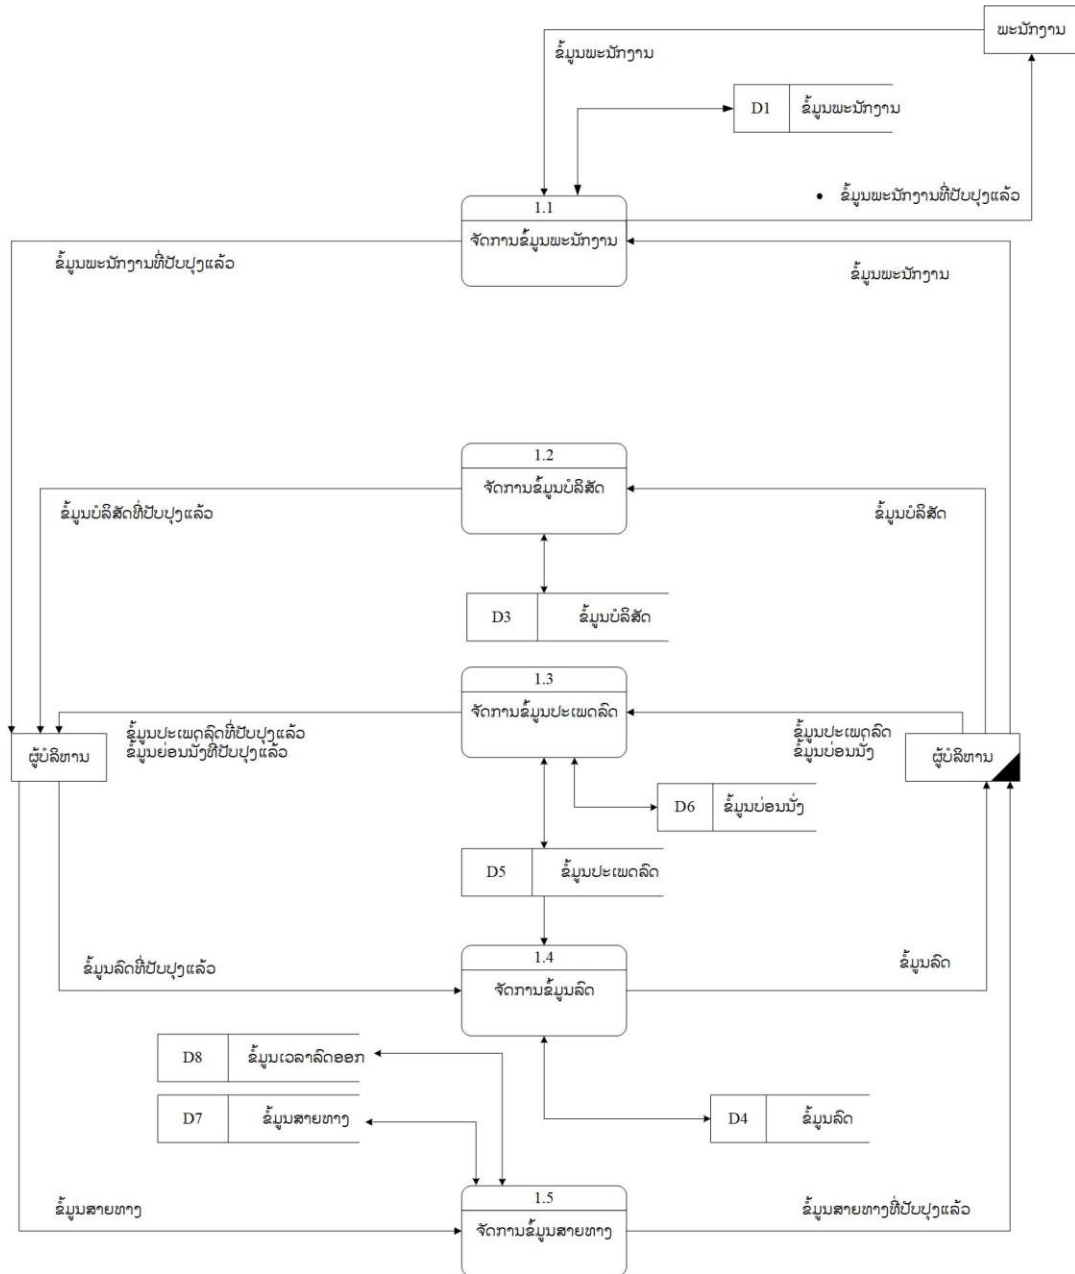 ພະນັກງານ
ຂໍ້ມູນພະນັກງານ
D1 ຂໍ້ມູນພະນັກງານ
• ຂໍ້ມູນພະນັກງານທີ່ປັບປຸງແລ້ວ
1.1
ຈັດການຂໍ້ມູນພະນັກງານ
ຂໍ້ມູນພະນັກງານທີ່ປັບປຸງແລ້ວ
ຂໍ້ມູນພະນັກງານ
1.2
ຈັດການຂໍ້ມູນບໍລິສັດ
ຂໍ້ມູນບໍລິສັດທີ່ປັບປຸງແລ້ວ
ຂໍ້ມູນບໍລິສັດ
D3 ຂໍ້ມູນບໍລິສັດ
1.3
ຈັດການຂໍ້ມູນປະເພດລົດ
ຂໍ້ມູນປະເພດລົດທີ່ປັບປຸງແລ້ວ
ຂໍ້ມູນຍ່ອນນັ່ງທີ່ປັບປຸງແລ້ວ
ຂໍ້ມູນປະເພດລົດ
ຂໍ້ມູນບ່ອນນັ່ງ
ຜູ້ບໍລິຫານ
ຜູ້ບໍລິຫານ
D6 ຂໍ້ມູນບ່ອນນັ່ງ
D5 ຂໍ້ມູນປະເພດລົດ
1.4
ຈັດການຂໍ້ມູນລົດ
ຂໍ້ມູນລົດທີ່ປັບປຸງແລ້ວ
ຂໍ້ມູນລົດ
D8 ຂໍ້ມູນເວລາລົດອອກ
D7 ຂໍ້ມູນສາຍທາງ
D4 ຂໍ້ມູນລົດ
1.5
ຈັດການຂໍ້ມູນສາຍທາງ
ຂໍ້ມູນສາຍທາງ
ຂໍ້ມູນສາຍທາງທີ່ປັບປຸງແລ້ວ